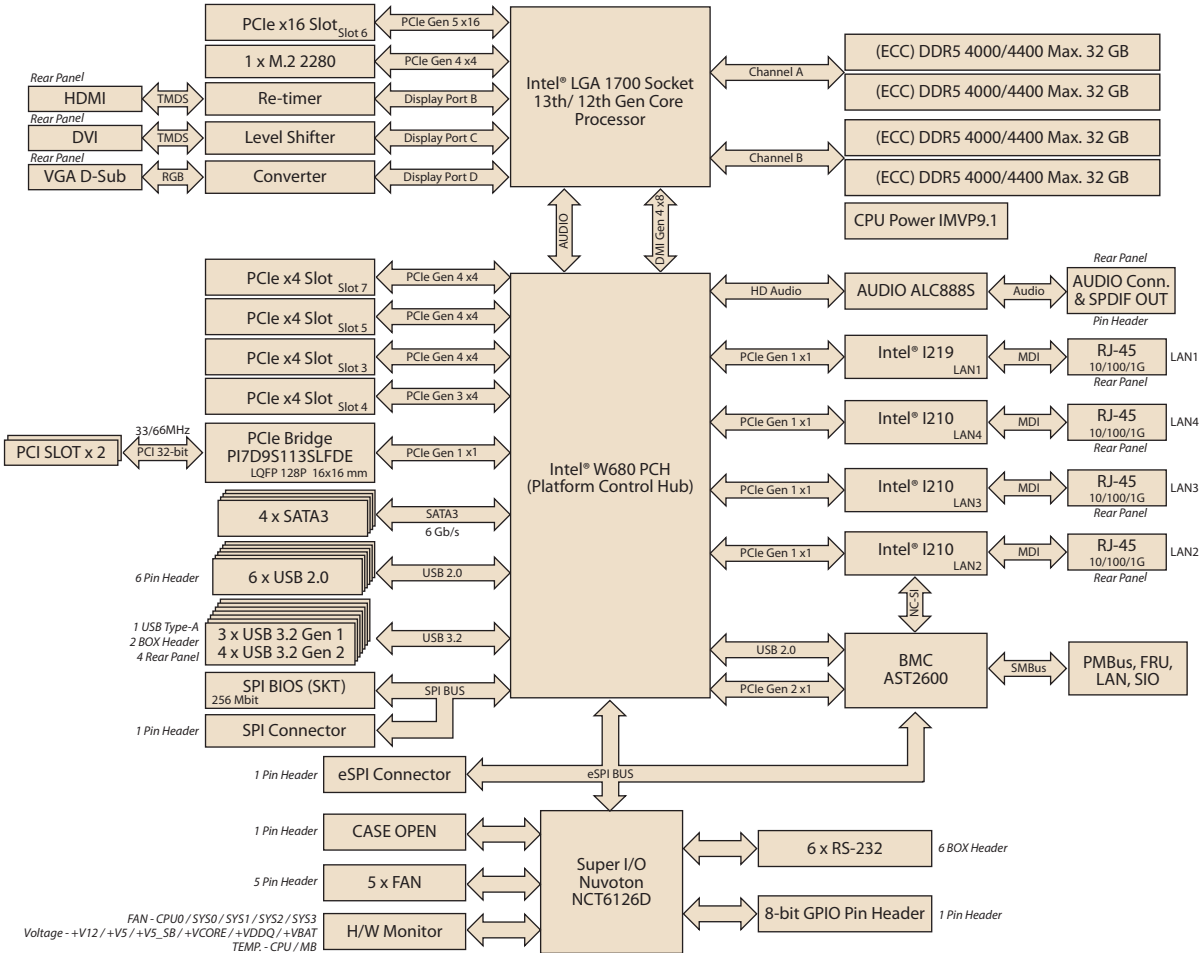 PCIe x16 Slot
Slot 6
PCIe Gen 5 x16
1 x M.2 2280
PCIe Gen 4 x4
Rear Panel
HDMI
TMDS
Re-timer
Display Port B
Rear Panel
DVI
TMDS
Level Shifter
Display Port C
Rear Panel
VGA D-Sub
RGB
Converter
Display Port D
Intel® LGA 1700 Socket
13th/ 12th Gen Core
Processor
Channel A
(ECC) DDR5 4000/4400 Max. 32 GB
(ECC) DDR5 4000/4400 Max. 32 GB
Channel B
(ECC) DDR5 4000/4400 Max. 32 GB
(ECC) DDR5 4000/4400 Max. 32 GB
CPU Power IMVP9.1
AUDIO
DMI Gen 4 x8
PCIe x4 Slot
Slot 7
PCIe Gen 4 x4
PCIe x4 Slot
Slot 5
PCIe Gen 4 x4
PCIe x4 Slot
Slot 3
PCIe Gen 4 x4
PCIe x4 Slot
Slot 4
PCIe Gen 3 x4
PCI SLOT x 2
33/66MHz
PCI 32-bit
PCIe Bridge
PI7D9S113SLFDE
LQFP 128P 16x16 mm
PCIe Gen 1 x1
4 x SATA3
SATA3
6 Gb/s
6 Pin Header
6 x USB 2.0
USB 2.0
1 USB Type-A
2 BOX Header
4 Rear Panel
3 x USB 3.2 Gen 1
4 x USB 3.2 Gen 2
USB 3.2
SPI BIOS (SKT)
256 Mbit
SPI BUS
1 Pin Header
SPI Connector
Intel® W680 PCH
(Platform Control Hub)
HD Audio
AUDIO ALC888S
Audio
Rear Panel
AUDIO Conn.
& SPDIF OUT
Pin Header
PCIe Gen 1 x1
Intel® I219
LAN1
MDI
RJ-45
10/100/1G
Rear Panel
LAN1
PCIe Gen 1 x1
Intel® I210
LAN4
MDI
RJ-45
10/100/1G
Rear Panel
LAN4
PCIe Gen 1 x1
Intel® I210
LAN3
MDI
RJ-45
10/100/1G
Rear Panel
LAN3
PCIe Gen 1 x1
Intel® I210
LAN2
MDI
RJ-45
10/100/1G
Rear Panel
LAN2
NC-SI
USB 2.0
PCIe Gen 2 x1
BMC
AST2600
SMBus
PMBus, FRU,
LAN, SIO
1 Pin Header
eSPI Connector
eSPI BUS
1 Pin Header
CASE OPEN
5 Pin Header
5 x FAN
FAN - CPU0 / SYS0 / SYS1 / SYS2 / SYS3
Voltage - +V12 / +V5 / +V5_SB / +VCORE / +VDDQ / +VBAT
TEMP. - CPU / MB
H/W Monitor
Super I/O
Nuvoton
NCT6126D
6 x RS-232
6 BOX Header
8-bit GPIO Pin Header
1 Pin Header